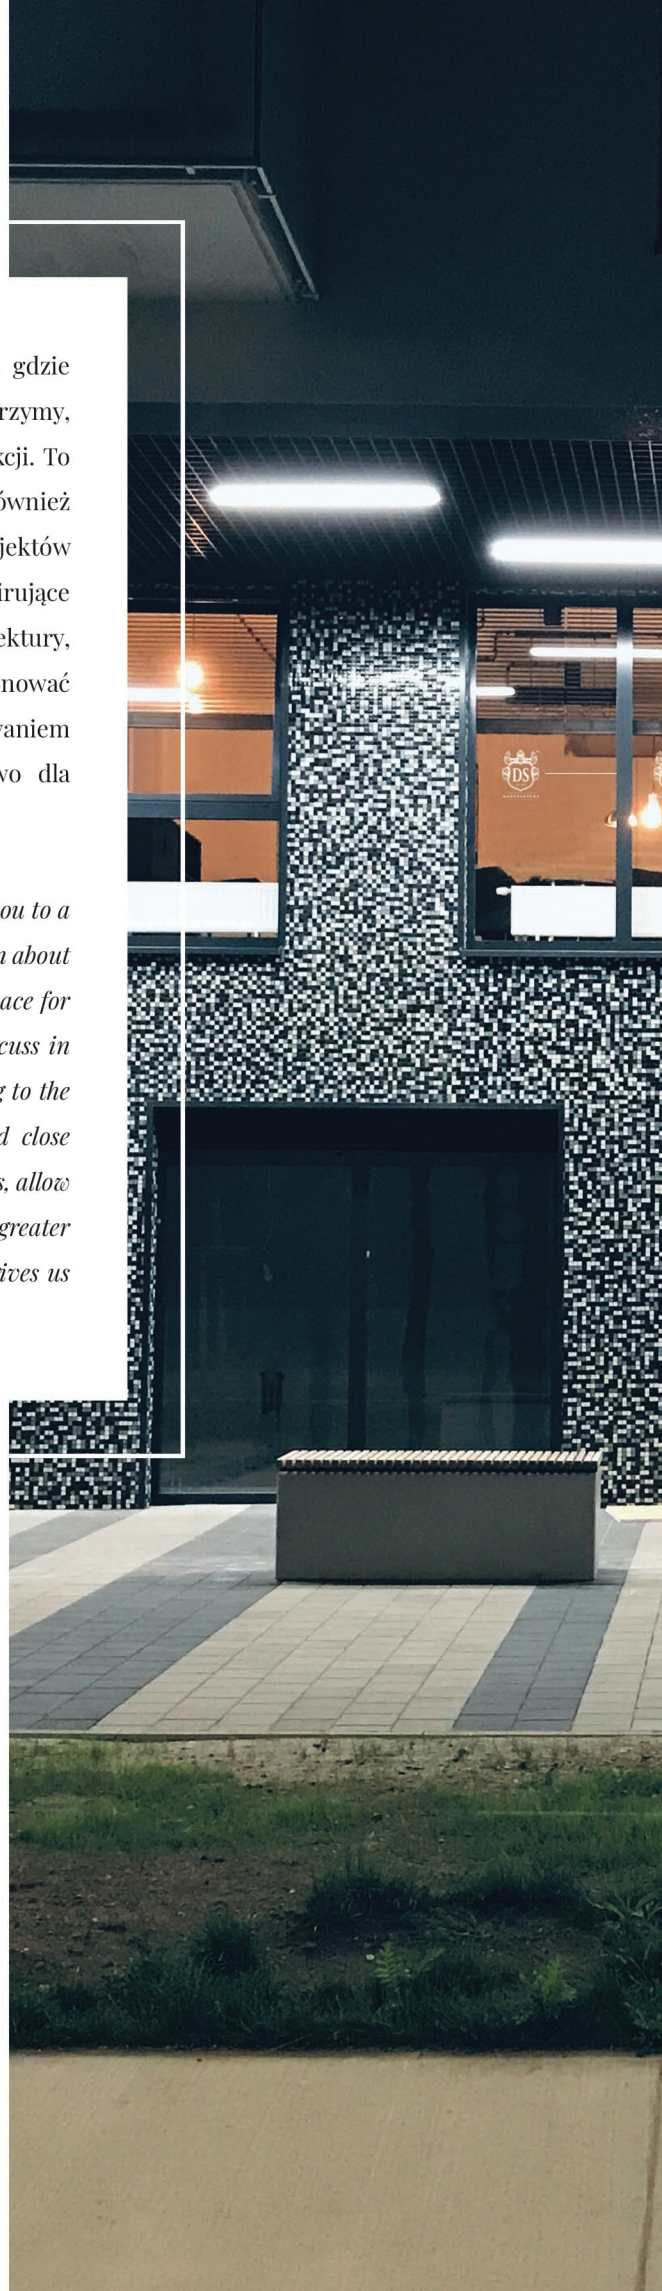 gdzie
rzymy,
kcji. To
ównież
jektów
irujące
ektury,
nować
waniem
wo dla
ou to a
n about
ace for
cuss in
g to the
d close
s, allow
greater
ives us
DS